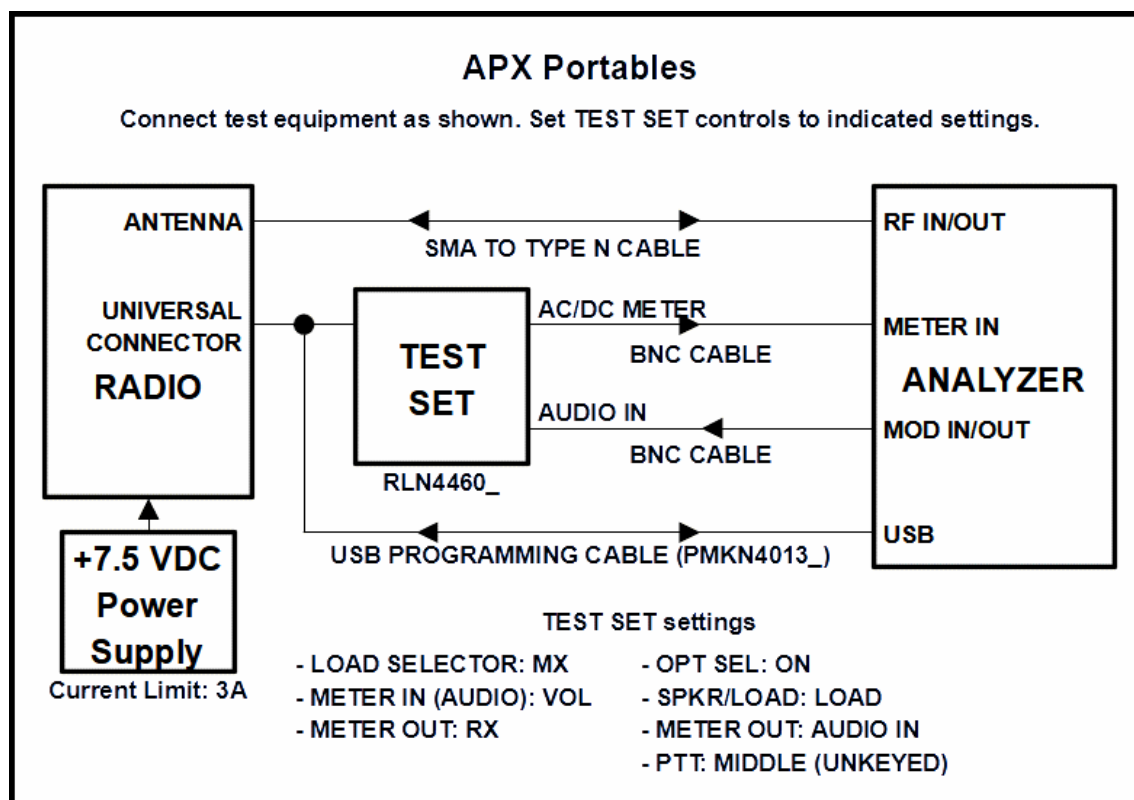 APX Portables
Connect test equipment as shown. Set TEST SET controls to indicated settings.
ANTENNA
SMA TO TYPE N CABLE
RF IN/OUT
UNIVERSAL
CONNECTOR
RADIO
TEST
SET
RLN4460_
AC/DC METER
BNC CABLE
METER IN
ANALYZER
AUDIO IN
BNC CABLE
MOD IN/OUT
USB PROGRAMMING CABLE (PMKN4013_)
USB
+7.5 VDC
Power
Supply
Current Limit: 3A
TEST SET settings
- LOAD SELECTOR: MX
- METER IN (AUDIO): VOL
- METER OUT: RX
- OPT SEL: ON
- SPKR/LOAD: LOAD
- METER OUT: AUDIO IN
- PTT: MIDDLE (UNKEYED)